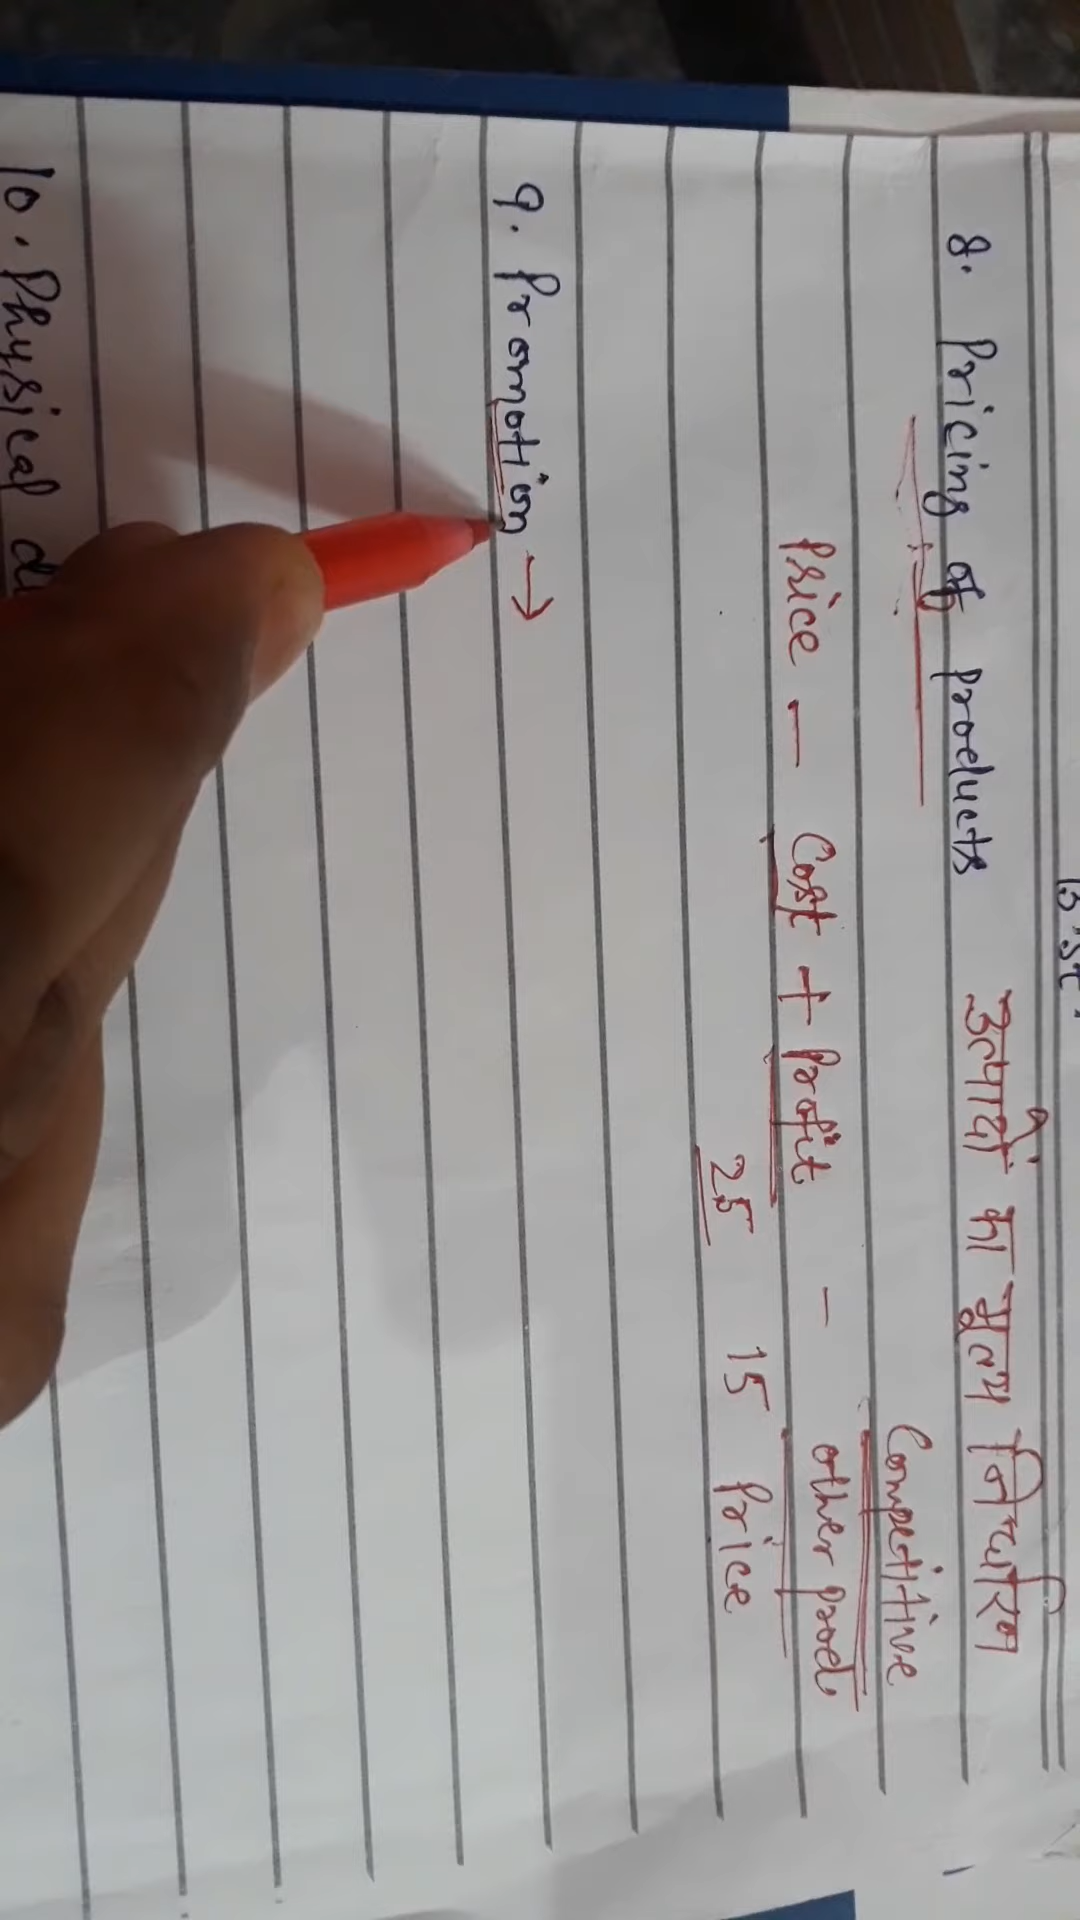 8. Pricing of products उत्पादों का मूल्य निर्धारण
Competitive
Price - Cost + Profit - other prod.
25 15 Price
9. Promotion →
10. Physical di